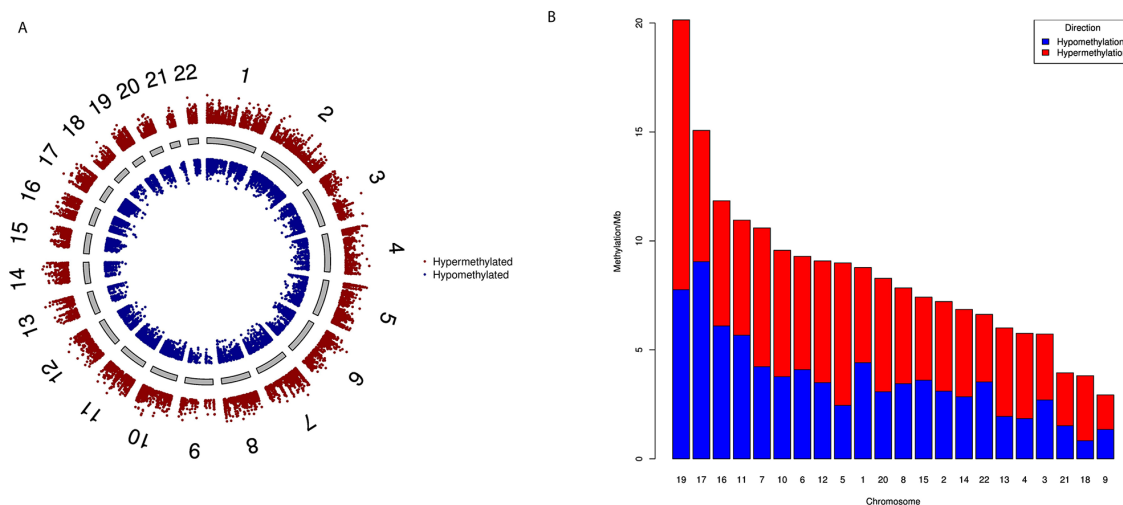 A
1
2
3
4
5
6
7
8
9
10
11
12
13
14
15
16
17
18
19
20
21
22
Hypermethylated
Hypomethylated
B
Direction
Hypomethylation
Hypermethylation
Methylation/Mb
20
15
10
5
0
19 17 16 11 7 10 6 12 5 1 20 8 15 2 14 22 13 4 3 21 18 9
Chromosome